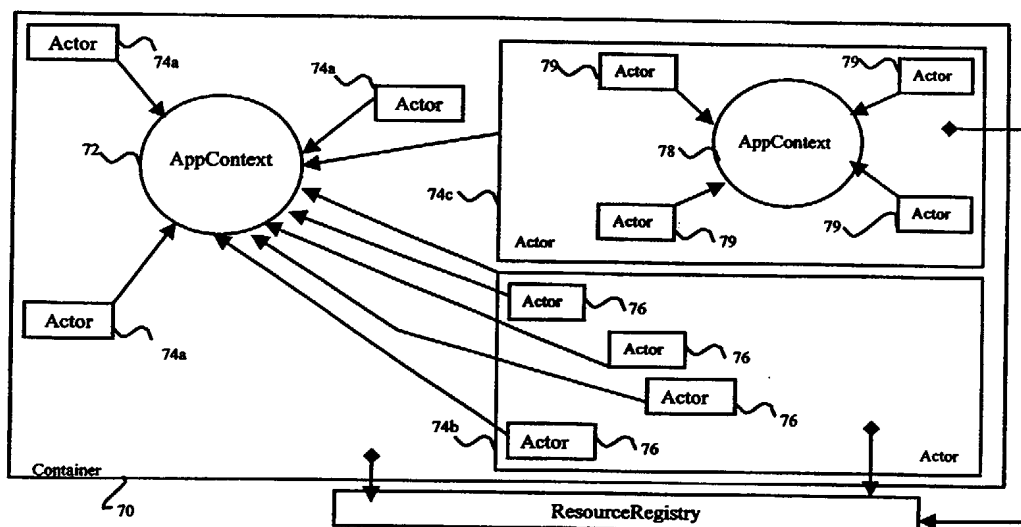 Actor
74a
74a
Actor
72
AppContext
Actor
74a
79
Actor
79
Actor
78
AppContext
74c
Actor
79
79
Actor
Actor
Actor
76
Actor
76
Actor
76
74b
Actor
76
Actor
Container
70
ResourceRegistry